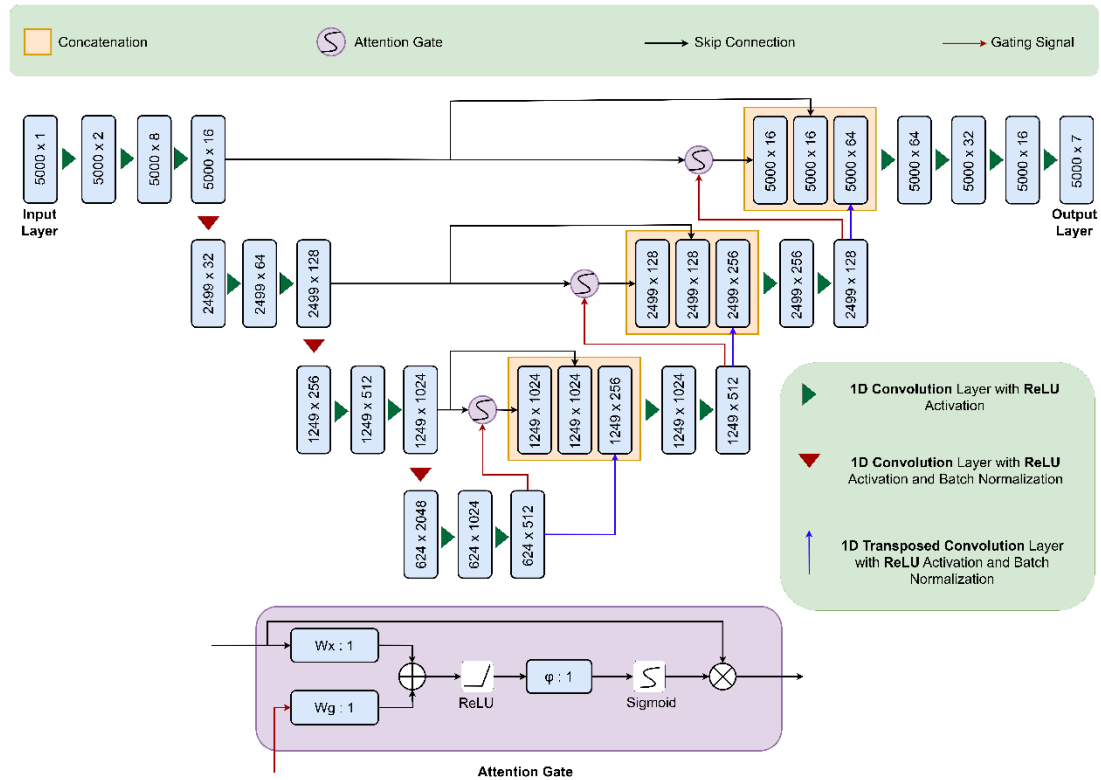 Concatenation
Attention Gate
Skip Connection
Gating Signal
5000 x 1
5000 x 2
5000 x 8
5000 x 16
5000 x 16
5000 x 16
5000 x 64
5000 x 64
5000 x 32
5000 x 16
5000 x 7
Input
Layer
Output
Layer
2499 x 32
2499 x 64
2499 x 128
2499 x 128
2499 x 128
2499 x 256
2499 x 256
2499 x 128
1249 x 256
1249 x 512
1249 x 1024
1249 x 1024
1249 x 1024
1249 x 256
1249 x 1024
1249 x 512
624 x 2048
624 x 1024
624 x 512
1D Convolution Layer with ReLU
Activation
1D Convolution Layer with ReLU
Activation and Batch Normalization
1D Transposed Convolution Layer
with ReLU Activation and Batch
Normalization
Wx : 1
Wg : 1
ReLU
φ : 1
Sigmoid
Attention Gate